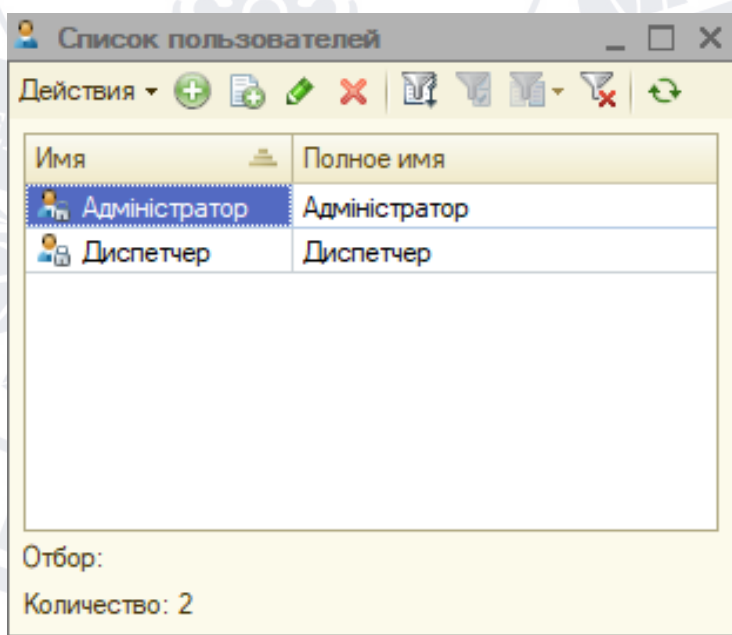 Список пользователей
Действия
Имя Полное имя
Адміністратор Адміністратор
Диспетчер Диспетчер
Отбор:
Количество: 2